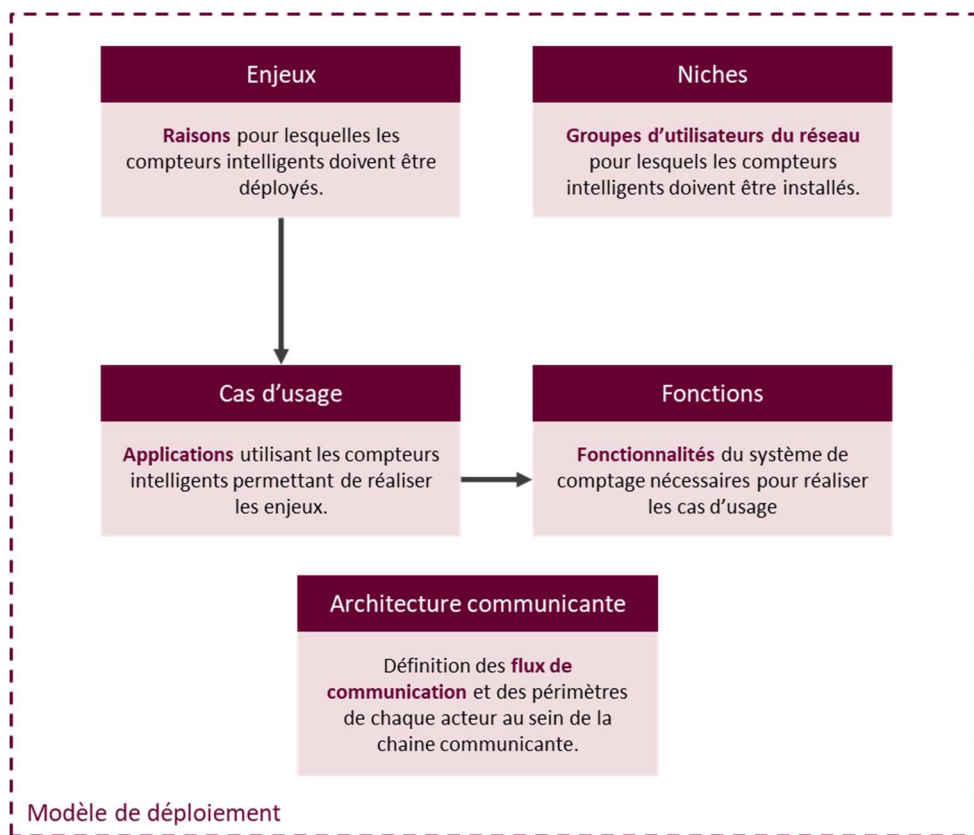 Enjeux
Raisons pour lesquelles les
compteurs intelligents doivent être
déployés.
Niches
Groupes d'utilisateurs du réseau
pour lesquels les compteurs
intelligents doivent être installés.
Cas d'usage
Applications utilisant les compteurs
intelligents permettant de réaliser
les enjeux.
Fonctions
Fonctionnalités du système de
comptage nécessaires pour réaliser
les cas d'usage
Architecture communicante
Définition des flux de
communication et des périmètres
de chaque acteur au sein de la
chaine communicante.
Modèle de déploiement